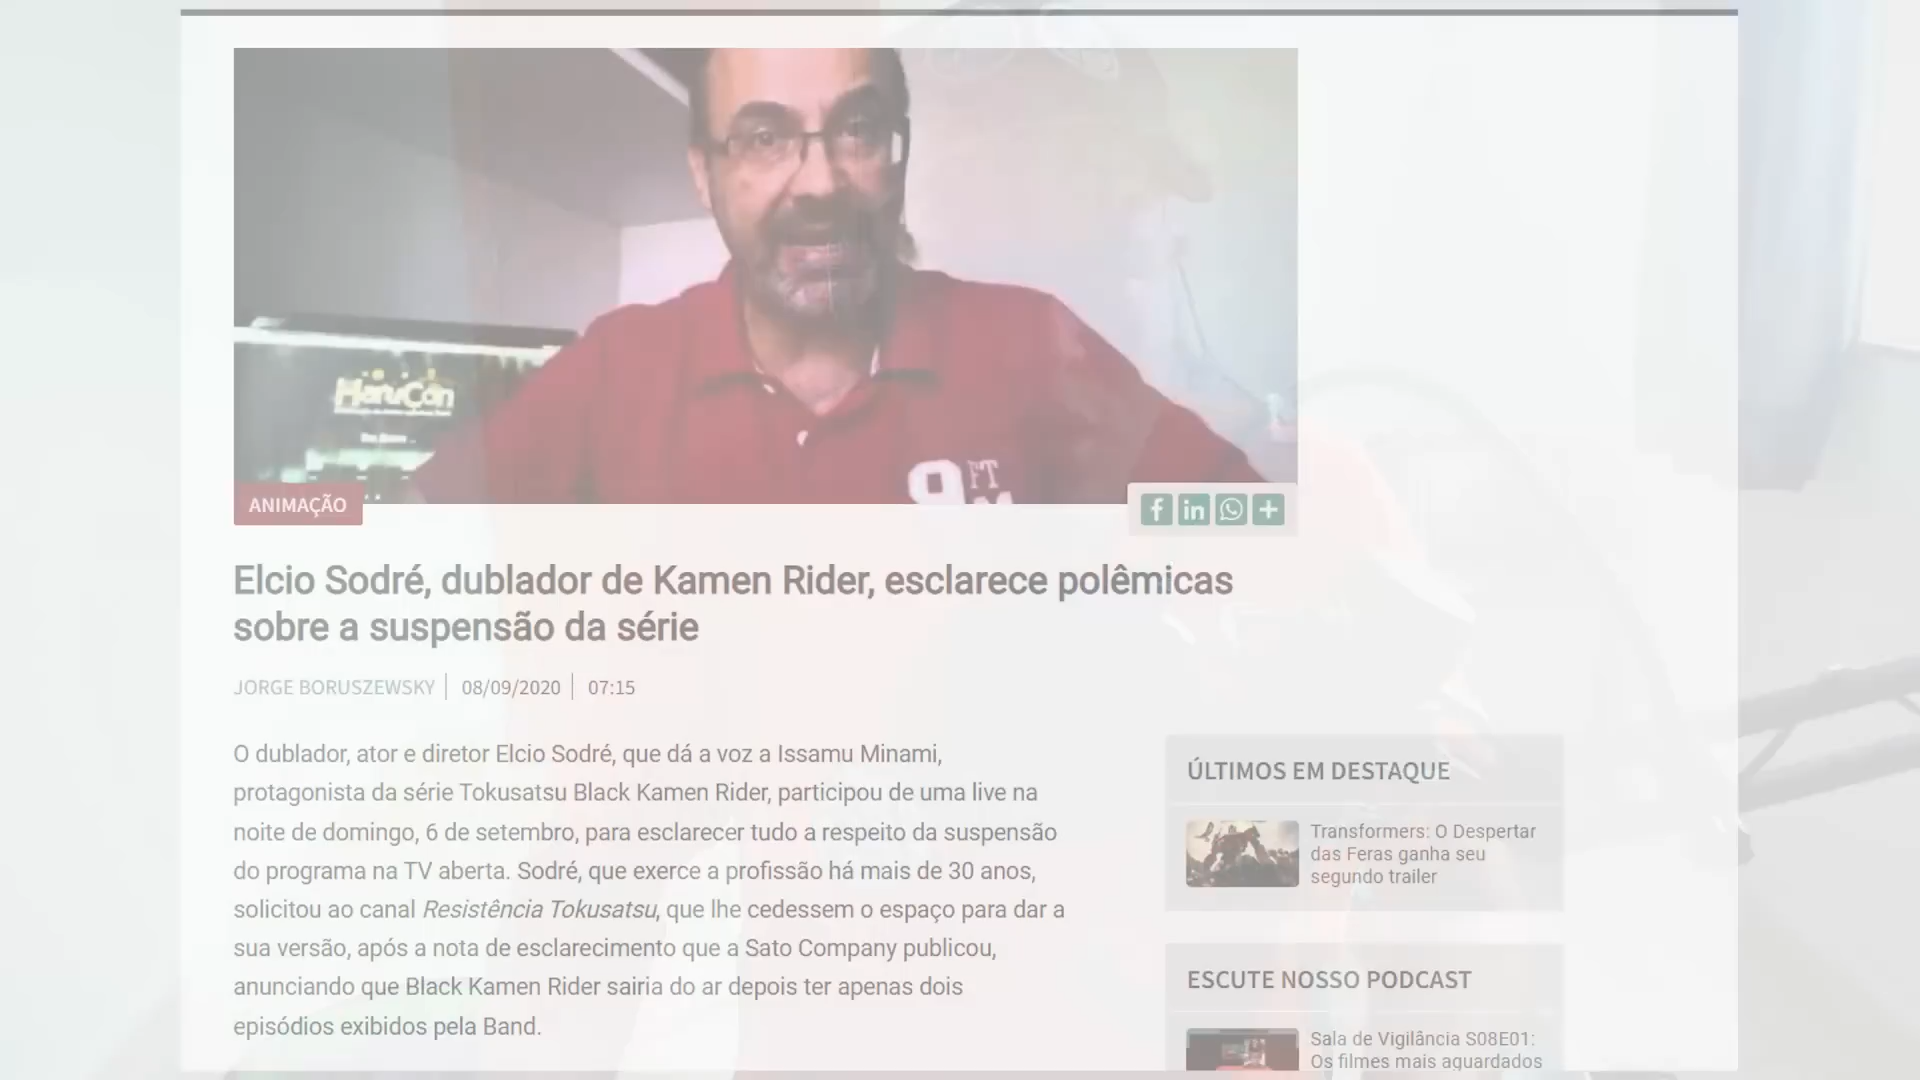 HaruCon
9 FT
ANIMAÇÃO
Elcio Sodré, dublador de Kamen Rider, esclarece polêmicas
sobre a suspensão da série
JORGE BORUSZEWSKY | 08/09/2020 | 07:15
O dublador, ator e diretor Elcio Sodré, que dá a voz a Issamu Minami,
protagonista da série Tokusatsu Black Kamen Rider, participou de uma live na
noite de domingo, 6 de setembro, para esclarecer tudo a respeito da suspensão
do programa na TV aberta. Sodré, que exerce a profissão há mais de 30 anos,
solicitou ao canal Resistência Tokusatsu, que lhe cedessem o espaço para dar a
sua versão, após a nota de esclarecimento que a Sato Company publicou,
anunciando que Black Kamen Rider sairia do ar depois ter apenas dois
episódios exibidos pela Band.
ÚLTIMOS EM DESTAQUE
Transformers: O Despertar
das Feras ganha seu
segundo trailer
ESCUTE NOSSO PODCAST
Sala de Vigilância S08E01:
Os filmes mais aguardados